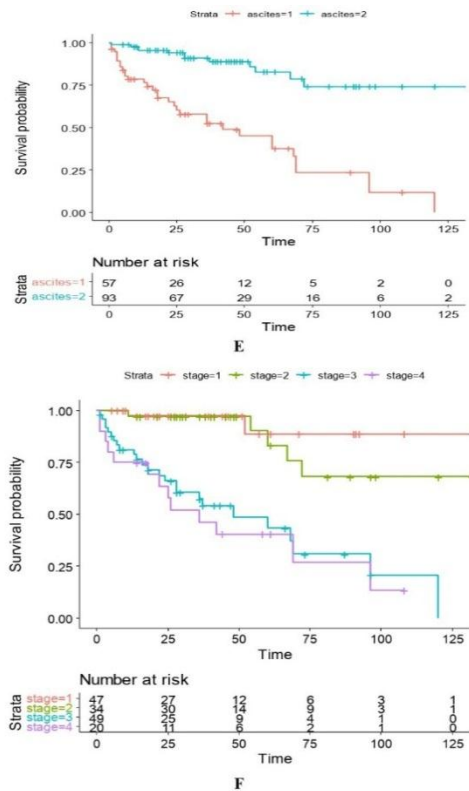 Strata ascites=1 ascites=2
Survival probability
1.00
0.75
0.50
0.25
0.00
0 25 50 75 100 125
Time
Number at risk
Strata
ascites=1 57 26 12 5 2 0
ascites=2 93 67 29 16 6 2
0 25 50 75 100 125
Time
E
Strata stage=1 stage=2 stage=3 stage=4
Survival probability
1.00
0.75
0.50
0.25
0.00
0 25 50 75 100 125
Time
Number at risk
Strata
stage=1 47 27 12 6 3 1
stage=2 34 30 14 9 3 1
stage=3 49 25 9 4 1 0
stage=4 20 11 6 2 1 0
0 25 50 75 100 125
Time
F